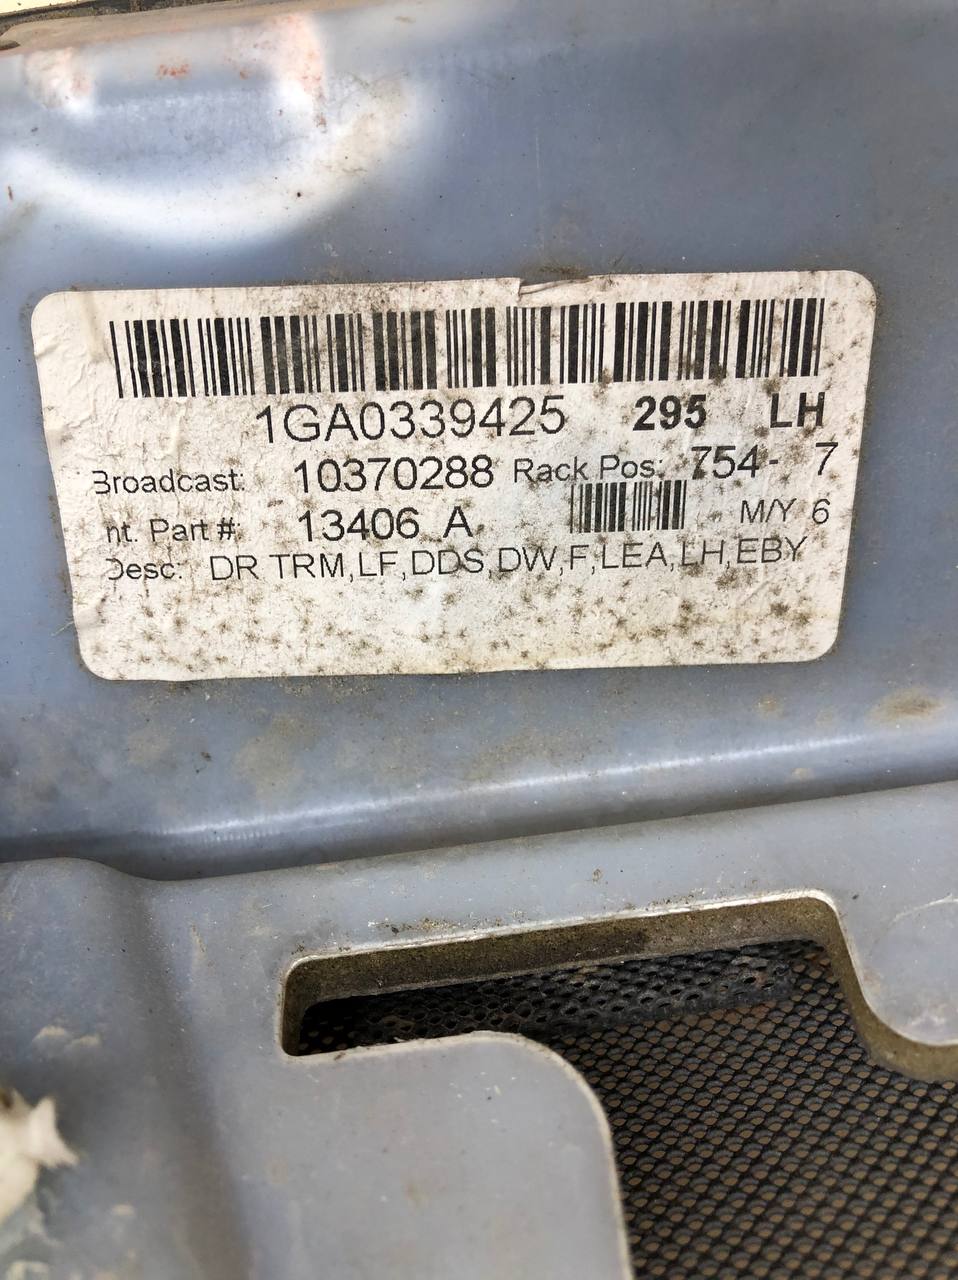 1GA0339425 295 LH
Broadcast: 10370288 Rack Pos: 754- 7
nt. Part #: 13406 A M/Y 6
Desc: DR TRM,LF,DDS,DW,F,LEA,LH,EBY